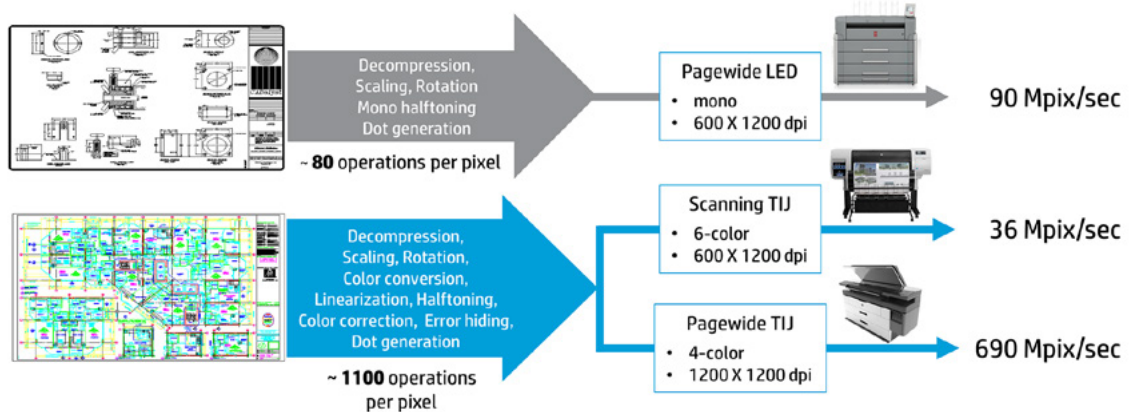 Decompression,
Scaling, Rotation
Mono halftoning
Dot generation
~ 80 operations per pixel
Pagewide LED
• mono
• 600 X 1200 dpi
90 Mpix/sec
Decompression,
Scaling, Rotation,
Color conversion,
Linearization, Halftoning,
Color correction, Error hiding,
Dot generation
~ 1100 operations
per pixel
Scanning TIJ
• 6-color
• 600 X 1200 dpi
36 Mpix/sec
Pagewide TIJ
• 4-color
• 1200 X 1200 dpi
690 Mpix/sec